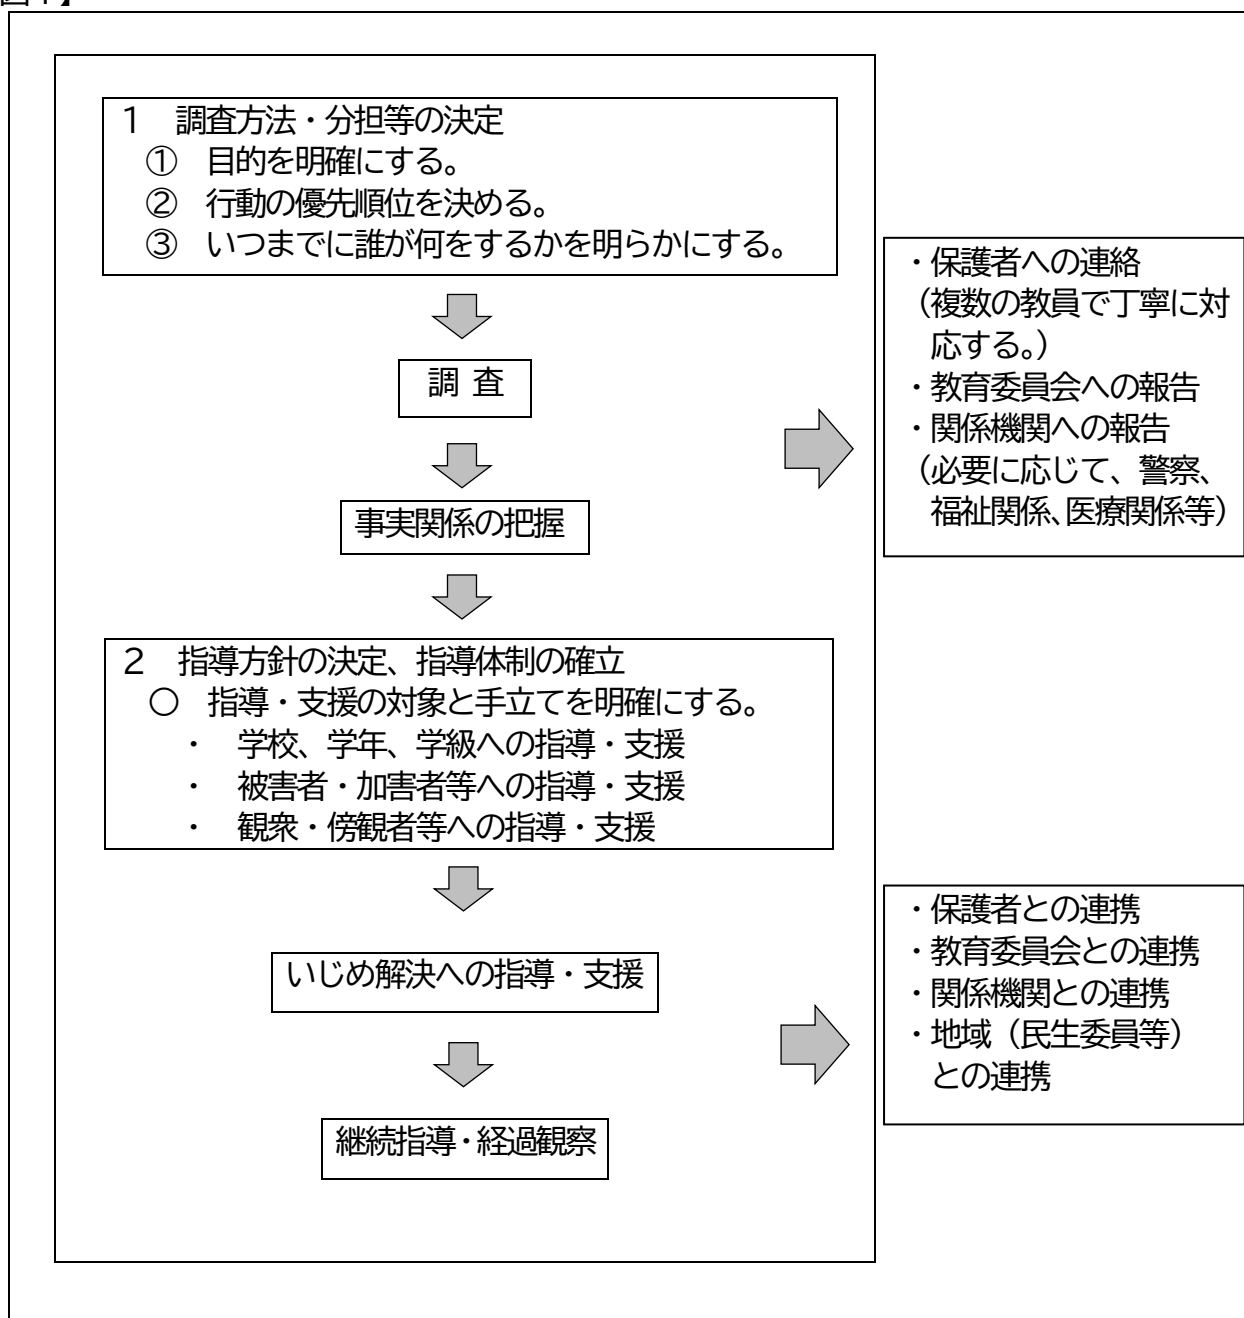 １　調査方法・分担等の決定
①　目的を明確にする。
②　行動の優先順位を決める。
③　いつまでに誰が何をするかを明らかにする。
調 査
事実関係の把握
・保護者への連絡
（複数の教員で丁寧に対
応する。）
・教育委員会への報告
・関係機関への報告
（必要に応じて、警察、
福祉関係、医療関係等）
２　指導方針の決定、指導体制の確立
○　指導・支援の対象と手立てを明確にする。
・　学校、学年、学級への指導・支援
・　被害者・加害者等への指導・支援
・　観衆・傍観者等への指導・支援
いじめ解決への指導・支援
継続指導・経過観察
・保護者との連携
・教育委員会との連携
・関係機関との連携
・地域（民生委員等）
との連携